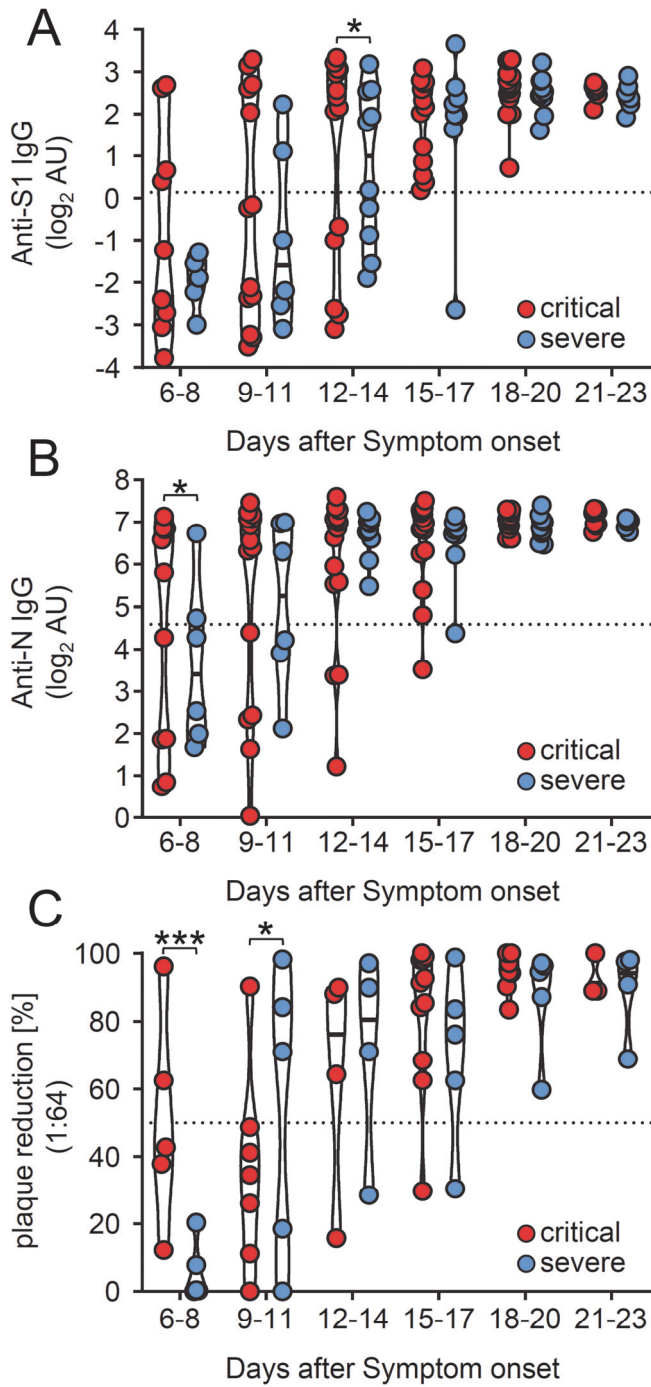 A
*
4
3
2
1
0
-1
-2
-3
-4
Anti-S1 IgG
(log₂ AU)
critical
severe
6-8 9-11 12-14 15-17 18-20 21-23
Days after Symptom onset
B
*
8
7
6
5
4
3
2
1
0
Anti-N IgG
(log₂ AU)
critical
severe
6-8 9-11 12-14 15-17 18-20 21-23
Days after Symptom onset
C
*** *
100
80
60
40
20
0
plaque reduction [%]
(1:64)
critical
severe
6-8 9-11 12-14 15-17 18-20 21-23
Days after Symptom onset